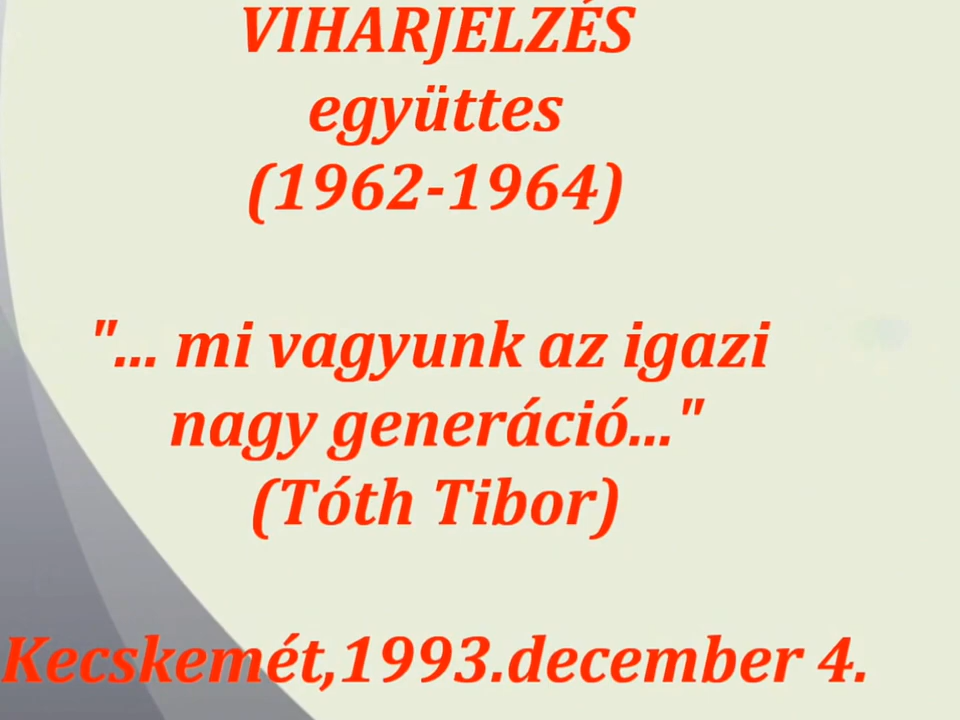 VIHARJELZÉS
együttes
(1962-1964)
"... mi vagyunk az igazi
nagy generáció..."
(Tóth Tibor)
Kecskemét,1993.december 4.